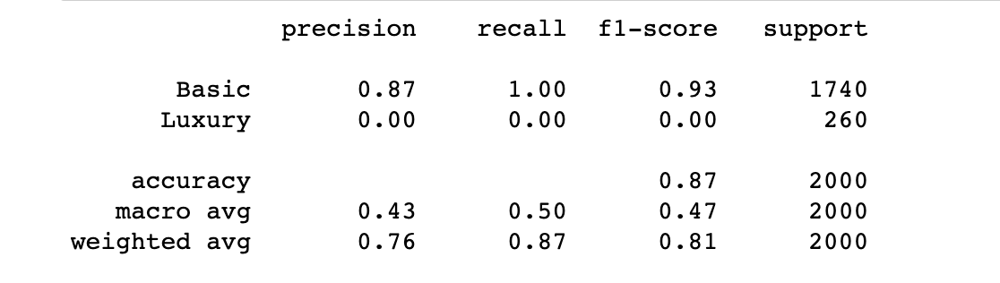 precision recall f1-score support
Basic 0.87 1.00 0.93 1740
Luxury 0.00 0.00 0.00 260
accuracy 0.87 2000
macro avg 0.43 0.50 0.47 2000
weighted avg 0.76 0.87 0.81 2000